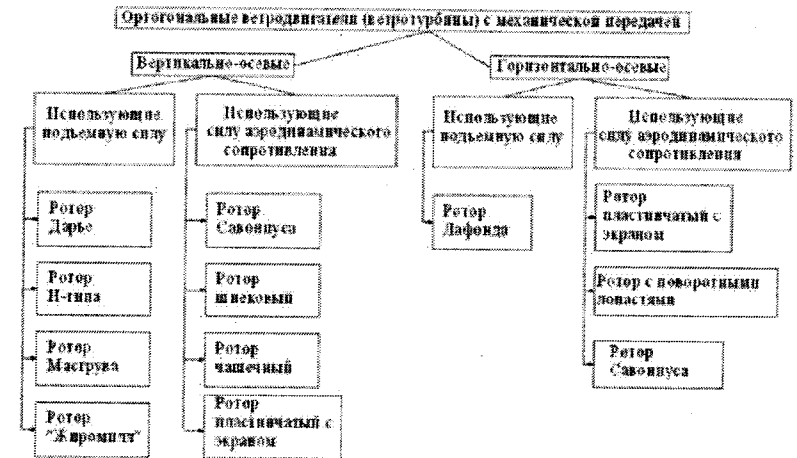 Ортогональные ветродвигатели (ветротурбины) с механической передачей
Вертикально-осевые
Горизонтально-осевые
Использующие
подъемную силу
Использующие
силу аэродинамического
сопротивления
Использующие
подъемную силу
Использующие
силу аэродинамического
сопротивления
Ротор
Дарье
Ротор
Н-типа
Ротор
Масгрува
Ротор
"Жиромилл"
Ротор
Савониуса
Ротор
шнековый
Ротор
чашечный
Ротор
пластинчатый с
экраном
Ротор
Лафонда
Ротор
пластинчатый с
экраном
Ротор с поворотными
лопастями
Ротор
Савониуса